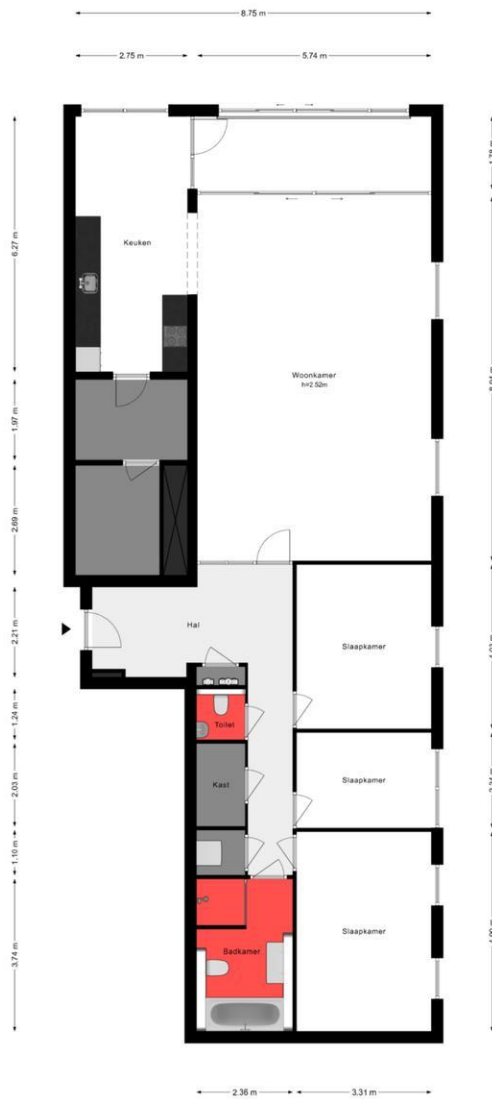 8.75 m
2.75 m
5.74 m
6.27 m
Keuken
Woonkamer
h=2.52m
1.97 m
2.69 m
2.21 m
Hal
Slaapkamer
1.24 m
Toilet
2.03 m
Kast
Slaapkamer
1.10 m
3.74 m
Slaapkamer
Badkamer
2.36 m
3.31 m